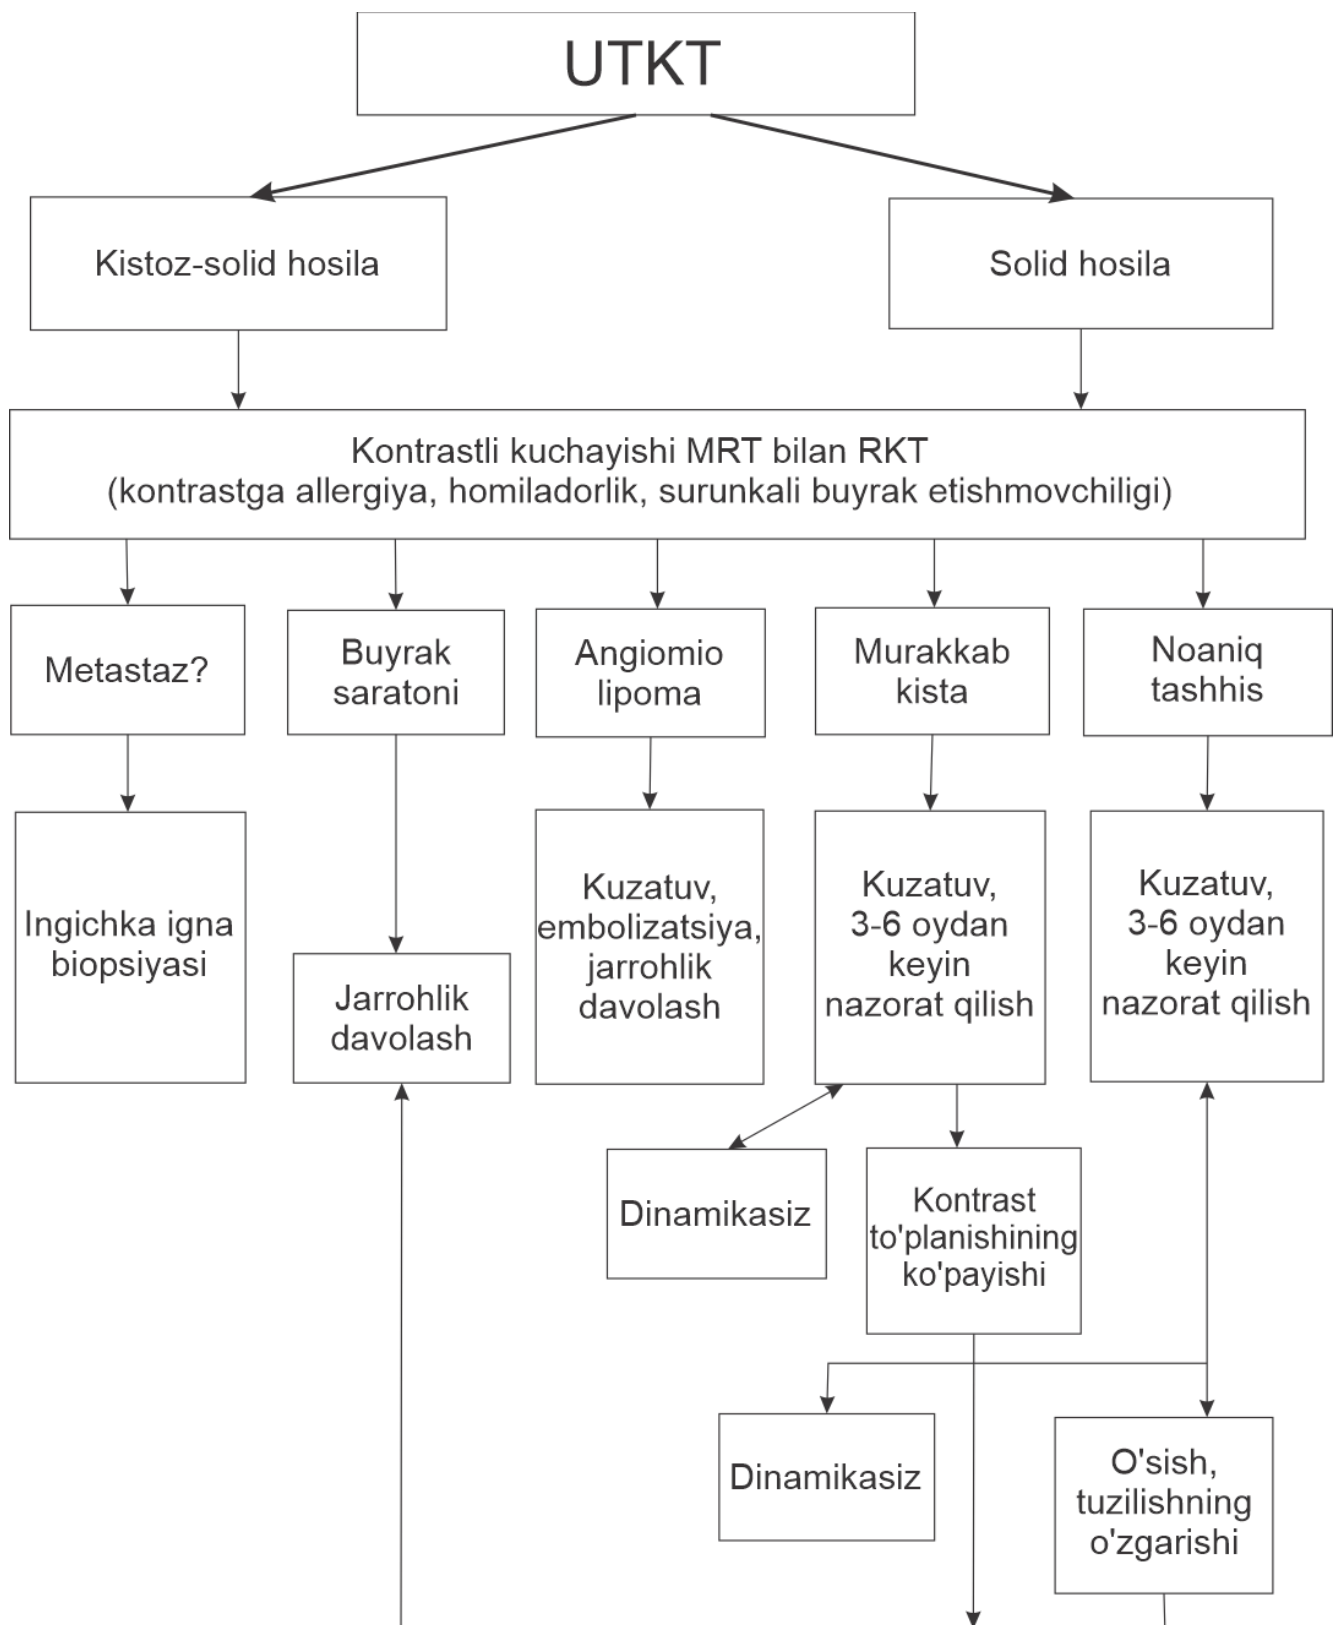 UTKT
Kistoz-solid hosila
Solid hosila
Kontrastli kuchayishi MRT bilan RKT
(kontrastga allergiya, homiladorlik, surunkali buyrak etishmovchiligi)
Metastaz?
Buyrak
saratoni
Angiomio
lipoma
Murakkab
kista
Noaniq
tashhis
Ingichka igna
biopsiyasi
Jarrohlik
davolash
Kuzatuv,
embolizatsiya,
jarrohlik
davolash
Kuzatuv,
3-6 oydan
keyin
nazorat qilish
Kuzatuv,
3-6 oydan
keyin
nazorat qilish
Dinamikasiz
Kontrast
to'planishining
ko'payishi
Dinamikasiz
O'sish,
tuzilishning
o'zgarishi